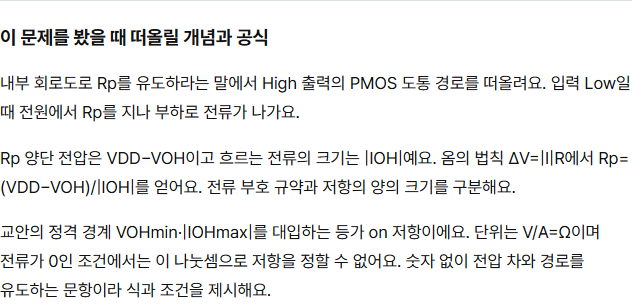 이 문제를 봤을 때 떠올릴 개념과 공식
내부 회로도로 Rp를 유도하라는 말에서 High 출력의 PMOS 도통 경로를 떠올려요. 입력 Low일
때 전원에서 Rp를 지나 부하로 전류가 나가요.
Rp 양단 전압은 VDD−VOH이고 흐르는 전류의 크기는 |IOH|예요. 옴의 법칙 ΔV=|I|R에서 Rp=
(VDD−VOH)/|IOH|를 얻어요. 전류 부호 규약과 저항의 양의 크기를 구분해요.
교안의 정격 경계 VOHmin·|IOHmax|를 대입하는 등가 on 저항이에요. 단위는 V/A=Ω이며
전류가 0인 조건에서는 이 나눗셈으로 저항을 정할 수 없어요. 숫자 없이 전압 차와 경로를
유도하는 문항이라 식과 조건을 제시해요.